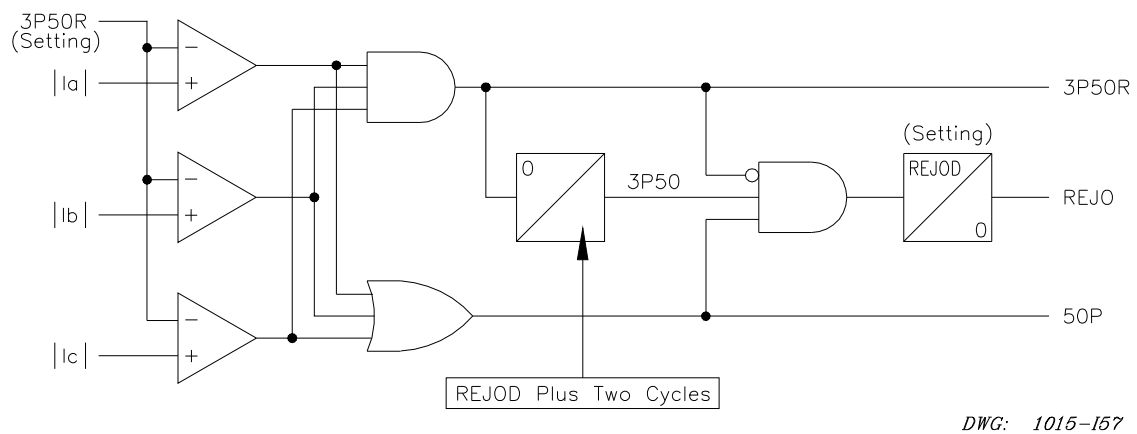 3P50R
(Setting)
−
|Ia|
+
3P50R
(Setting)
REJOD
0
0
3P50
REJO
−
|Ib|
+
−
|Ic|
+
50P
REJOD Plus Two Cycles
DWG: 1015-I57